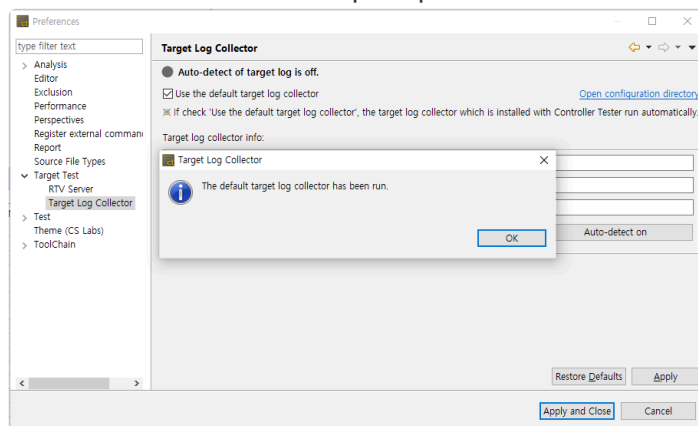 Preferences
type filter text
Target Log Collector
Analysis
Editor
Exclusion
Performance
Perspectives
Register external comman
Report
Source File Types
Target Test
RTV Server
Target Log Collector
Test
Theme (CS Labs)
ToolChain
Auto-detect of target log is off.
Use the default target log collector
Open configuration directory
※ If check 'Use the default target log collector', the target log collector which is installed with Controller Tester run automatically.
Target log collector info:
Target Log Collector
The default target log collector has been run.
OK
Auto-detect on
Restore Defaults
Apply
Apply and Close
Cancel